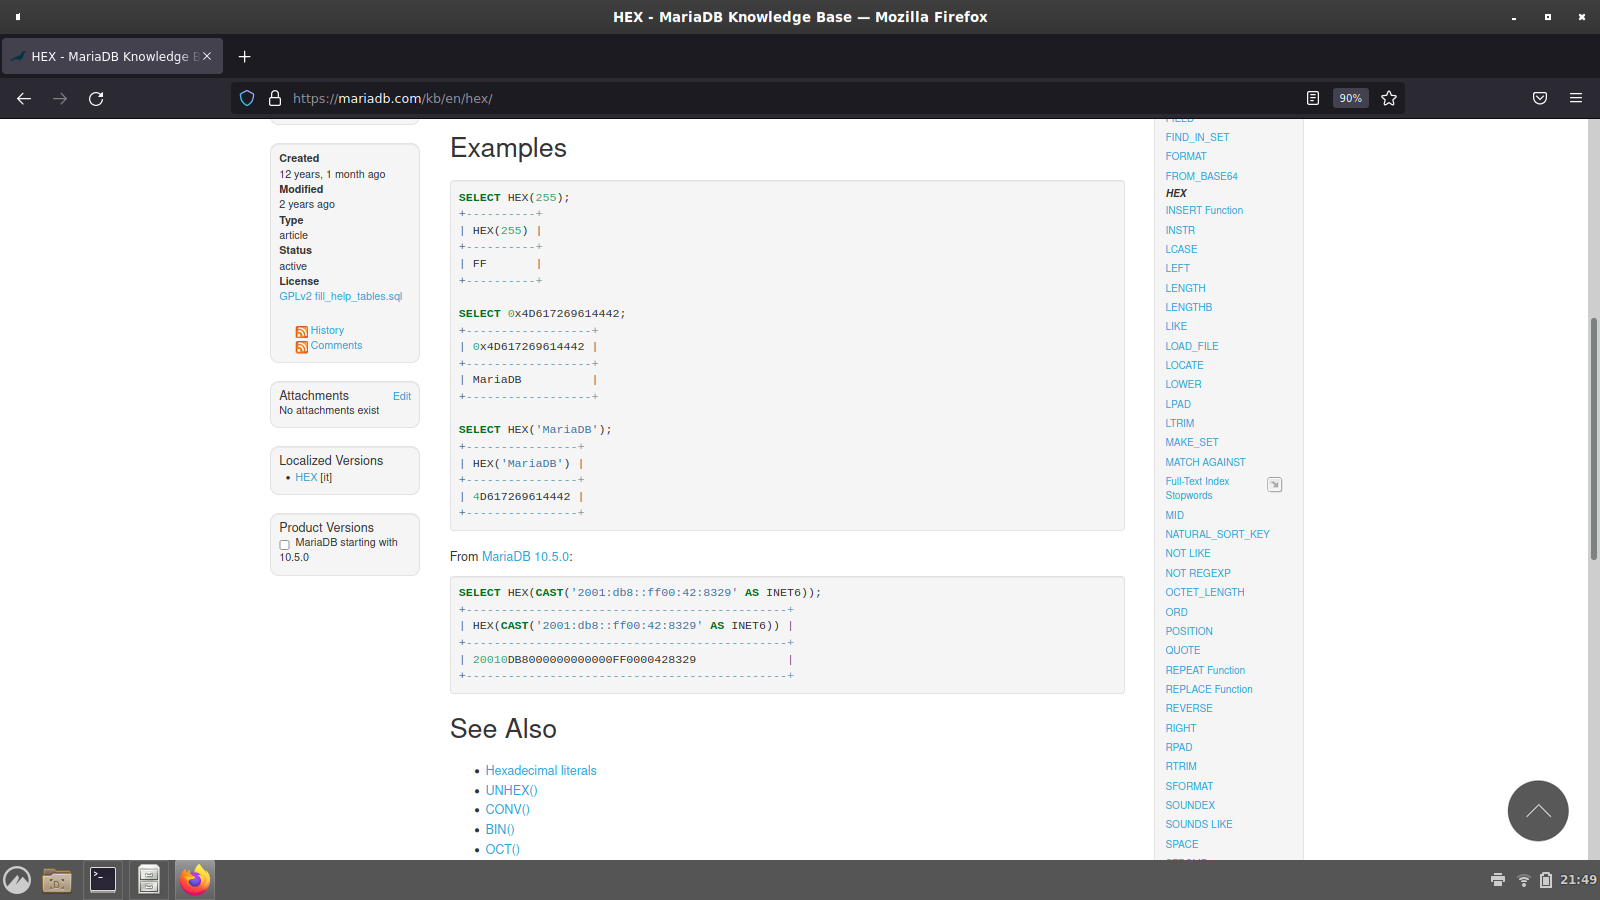 HEX - MariaDB Knowledge Base — Mozilla Firefox
HEX - MariaDB Knowledge B
https://mariadb.com/kb/en/hex/
90%
Created
12 years, 1 month ago
Modified
2 years ago
Type
article
Status
active
License
GPLv2 fill_help_tables.sql
History
Comments
Attachments Edit
No attachments exist
Localized Versions
• HEX [it]
Product Versions
MariaDB starting with
10.5.0
Examples
SELECT HEX(255);
+----------+
| HEX(255) |
+----------+
| FF       |
+----------+
SELECT 0x4D617269614442;
+------------------+
| 0x4D617269614442 |
+------------------+
| MariaDB          |
+------------------+
SELECT HEX('MariaDB');
+----------------+
| HEX('MariaDB') |
+----------------+
| 4D617269614442 |
+----------------+
From MariaDB 10.5.0:
SELECT HEX(CAST('2001:db8::ff00:42:8329' AS INET6));
+----------------------------------------------+
| HEX(CAST('2001:db8::ff00:42:8329' AS INET6)) |
+----------------------------------------------+
| 20010DB8000000000000FF0000428329             |
+----------------------------------------------+
See Also
• Hexadecimal literals
• UNHEX()
• CONV()
• BIN()
• OCT()
FIELD
FIND_IN_SET
FORMAT
FROM_BASE64
HEX
INSERT Function
INSTR
LCASE
LEFT
LENGTH
LENGTHB
LIKE
LOAD_FILE
LOCATE
LOWER
LPAD
LTRIM
MAKE_SET
MATCH AGAINST
Full-Text Index
Stopwords
MID
NATURAL_SORT_KEY
NOT LIKE
NOT REGEXP
OCTET_LENGTH
ORD
POSITION
QUOTE
REPEAT Function
REPLACE Function
REVERSE
RIGHT
RPAD
RTRIM
SFORMAT
SOUNDEX
SOUNDS LIKE
SPACE
21:49